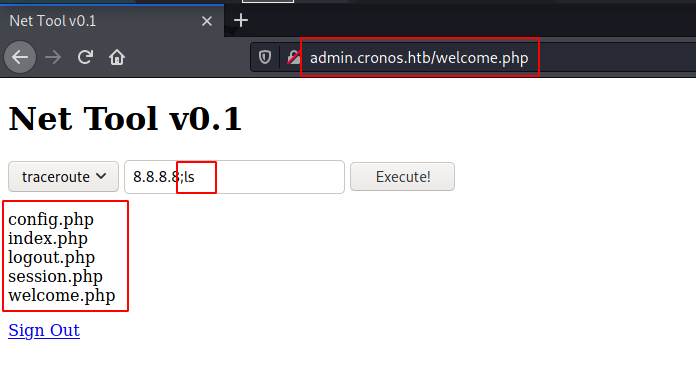 Net Tool v0.1
admin.cronos.htb/welcome.php
Net Tool v0.1
traceroute 8.8.8.8;ls Execute!
config.php
index.php
logout.php
session.php
welcome.php
Sign Out